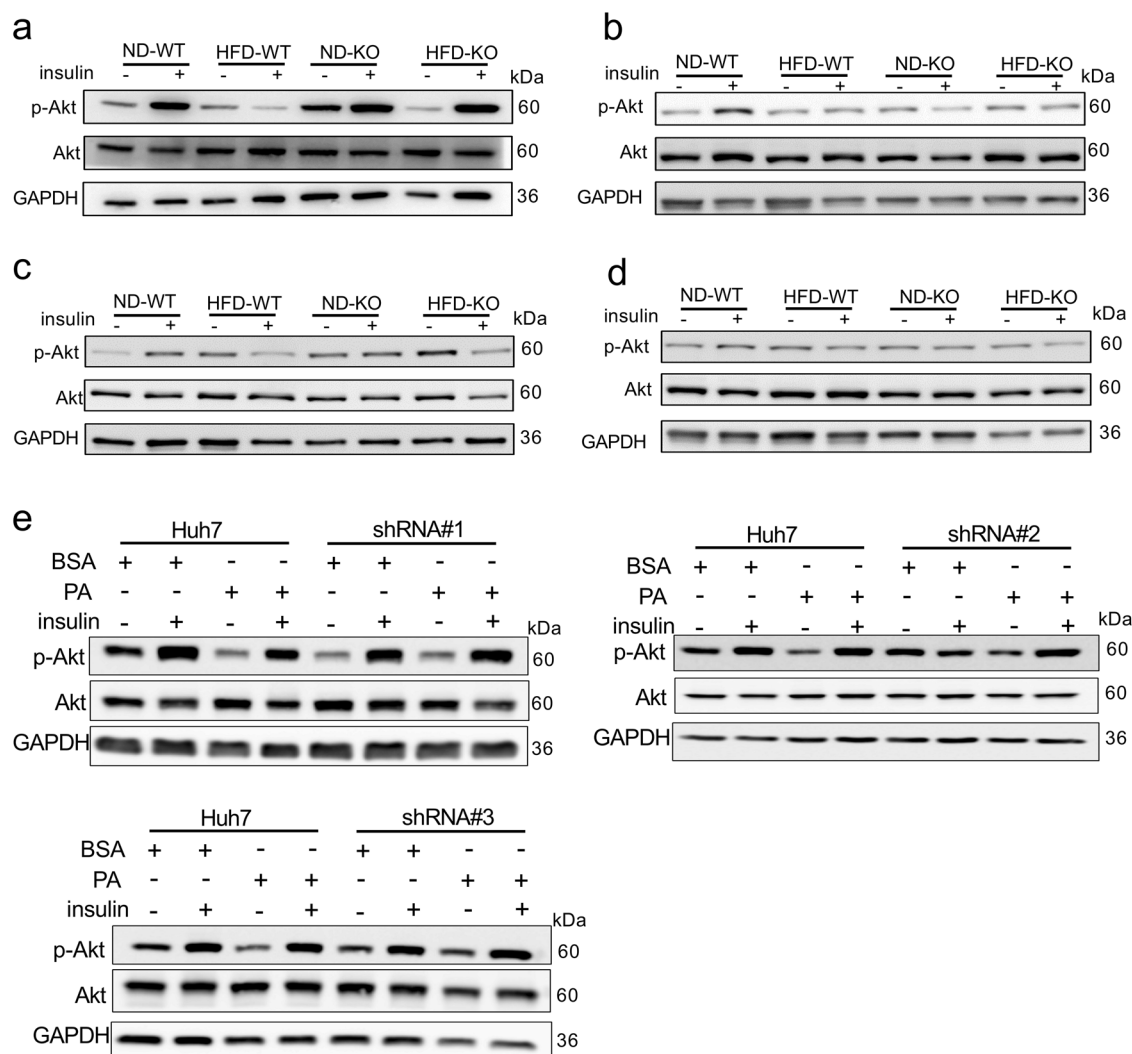 a
ND-WT HFD-WT ND-KO HFD-KO
insulin - + - + - + - + kDa
p-Akt 60
Akt 60
GAPDH 36
b
ND-WT HFD-WT ND-KO HFD-KO
insulin - + - + - + - + kDa
p-Akt 60
Akt 60
GAPDH 36
c
ND-WT HFD-WT ND-KO HFD-KO
insulin - + - + - + - + kDa
p-Akt 60
Akt 60
GAPDH 36
d
ND-WT HFD-WT ND-KO HFD-KO
insulin - + - + - + - + kDa
p-Akt 60
Akt 60
GAPDH 36
e
Huh7 shRNA#1
BSA + + - - + + - -
PA - - + + - - + +
insulin - + - + - + - + kDa
p-Akt 60
Akt 60
GAPDH 36
Huh7 shRNA#2
BSA + + - - + + - -
PA - - + + - - + +
insulin - + - + - + - + kDa
p-Akt 60
Akt 60
GAPDH 36
Huh7 shRNA#3
BSA + + - - + + - -
PA - - + + - - + +
insulin - + - + - + - + kDa
p-Akt 60
Akt 60
GAPDH 36